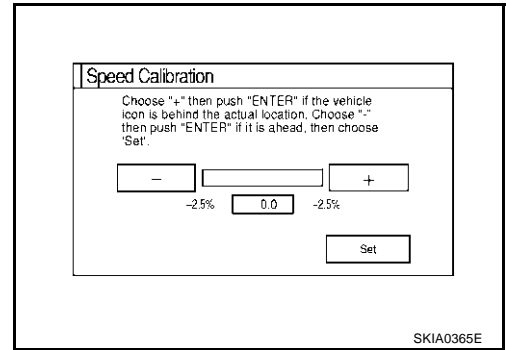 Speed Calibration
Choose "+" then push "ENTER" if the vehicle
icon is behind the actual location. Choose "-"
then push "ENTER" if it is ahead, then choose
'Set'.
− +
-2.5% 0.0 -2.5%
Set
SKIA0365E